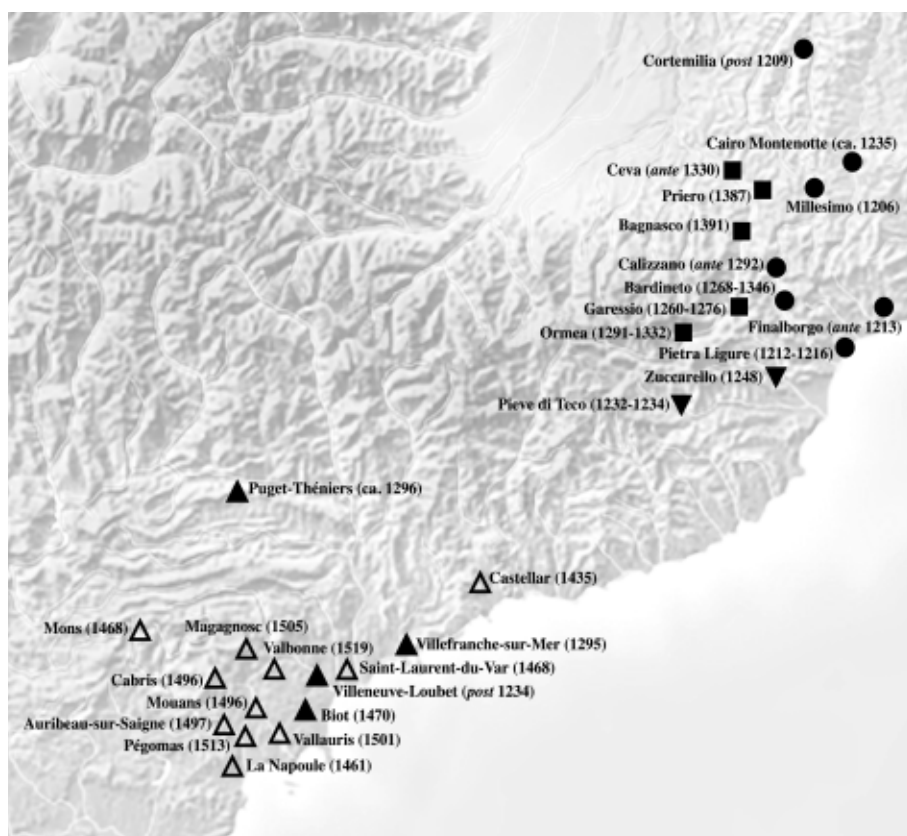 Cortemilia (post 1209)
Cairo Montenotte (ca. 1235)
Ceva (ante 1330)
Priero (1387)
Millesimo (1206)
Bagnasco (1391)
Calizzano (ante 1292)
Bardineto (1268-1346)
Garessio (1260-1276)
Finalborgo (ante 1213)
Ormea (1291-1332)
Pietra Ligure (1212-1216)
Zuccarello (1248)
Pieve di Teco (1232-1234)
Puget-Théniers (ca. 1296)
Castellar (1435)
Mons (1468)
Magagnosc (1505)
Valbonne (1519)
Villefranche-sur-Mer (1295)
Saint-Laurent-du-Var (1468)
Cabris (1496)
Villeneuve-Loubet (post 1234)
Mouans (1496)
Biot (1470)
Auribeau-sur-Saigne (1497)
Pégomas (1513)
Vallauris (1501)
La Napoule (1461)